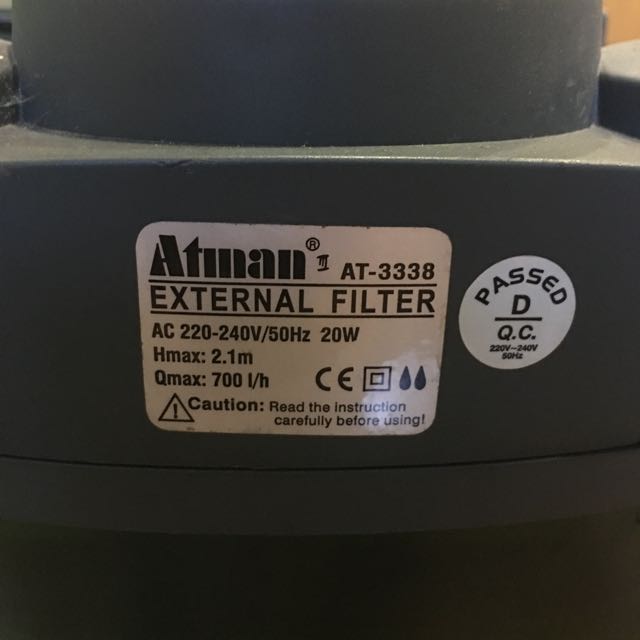 Atman® III AT-3338
EXTERNAL FILTER
AC 220-240V/50Hz 20W
Hmax: 2.1m
Qmax: 700 l/h CE
Caution: Read the instruction
carefully before using!
PASSED
D
Q.C.
220V~240V
50Hz